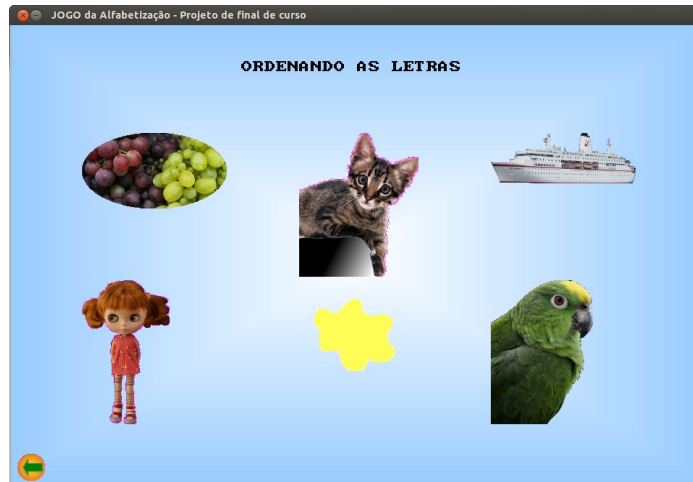 JOGO da Alfabetização - Projeto de final de curso
ORDENANDO AS LETRAS